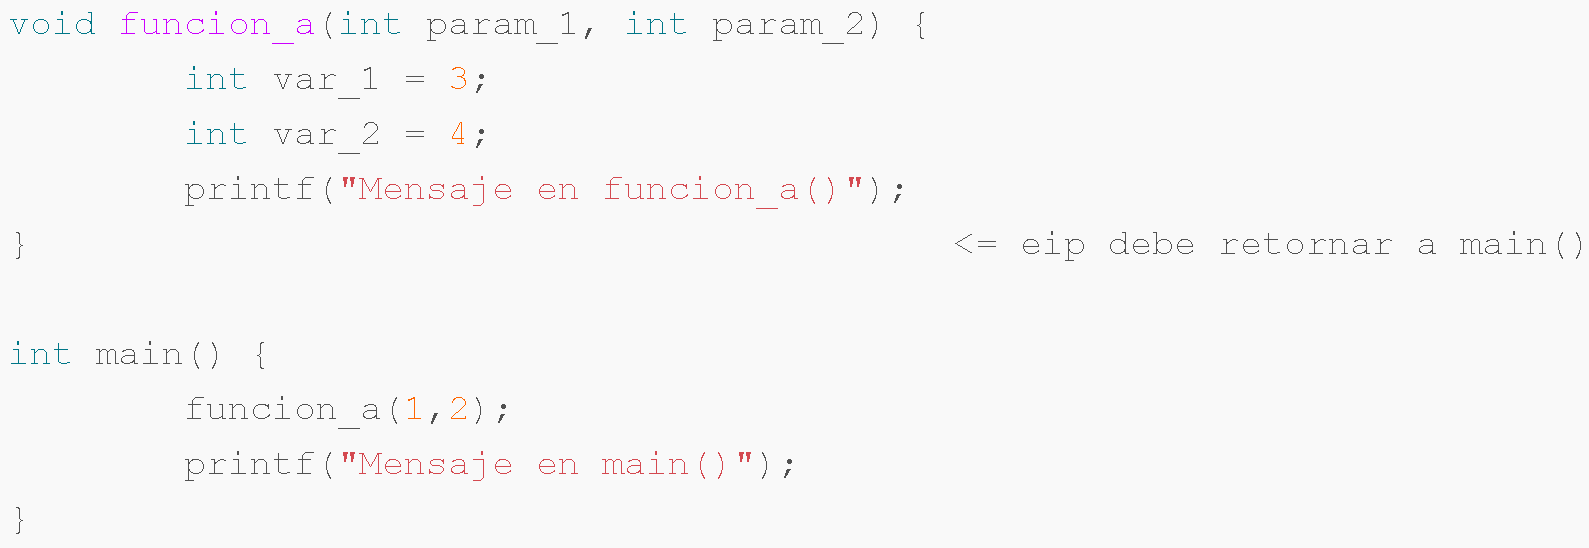 void funcion_a(int param_1, int param_2) {
        int var_1 = 3;
        int var_2 = 4;
        printf("Mensaje en funcion_a()");
}                                          <= eip debe retornar a main()

int main() {
        funcion_a(1,2);
        printf("Mensaje en main()");
}